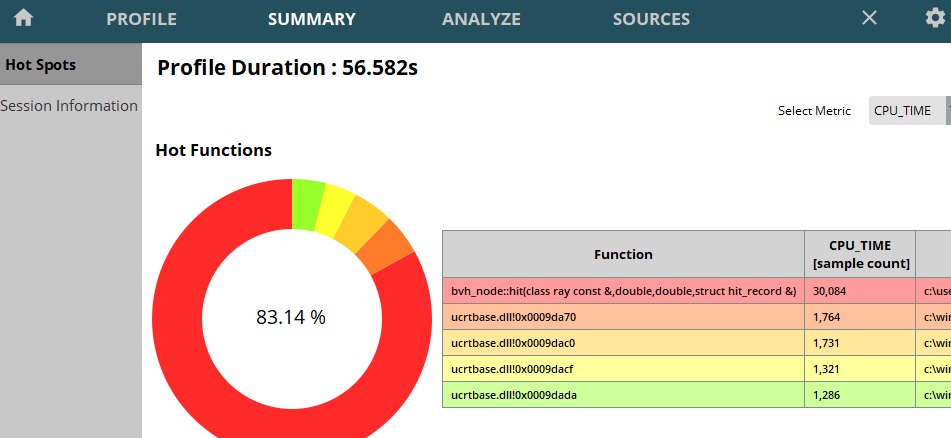 PROFILE SUMMARY ANALYZE SOURCES
Hot Spots
Profile Duration : 56.582s
Session Information
Select Metric CPU_TIME
Hot Functions
83.14 %
Function CPU_TIME
[sample count]
bvh_node::hit(class ray const &,double,double,struct hit_record &) 30,084 c:\use
ucrtbase.dll!0x0009da70 1,764 c:\win
ucrtbase.dll!0x0009dac0 1,731 c:\win
ucrtbase.dll!0x0009dacf 1,321 c:\win
ucrtbase.dll!0x0009dada 1,286 c:\win